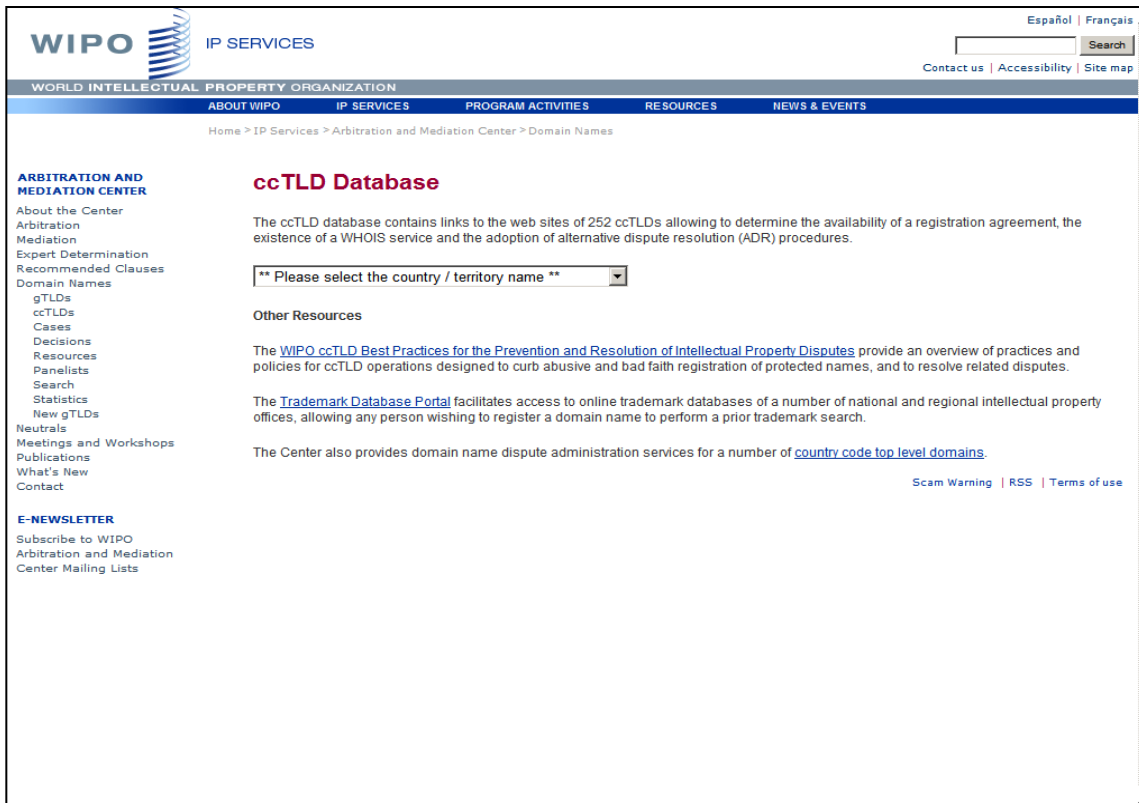 Español | Français
WIPO
IP SERVICES
Search
Contact us | Accessibility | Site map
WORLD INTELLECTUAL PROPERTY ORGANIZATION
ABOUT WIPO IP SERVICES PROGRAM ACTIVITIES RESOURCES NEWS & EVENTS
Home > IP Services > Arbitration and Mediation Center > Domain Names
ARBITRATION AND
MEDIATION CENTER
About the Center
Arbitration
Mediation
Expert Determination
Recommended Clauses
Domain Names
gTLDs
ccTLDs
Cases
Decisions
Resources
Panelists
Search
Statistics
New gTLDs
Neutrals
Meetings and Workshops
Publications
What's New
Contact
E-NEWSLETTER
Subscribe to WIPO
Arbitration and Mediation
Center Mailing Lists
ccTLD Database
The ccTLD database contains links to the web sites of 252 ccTLDs allowing to determine the availability of a registration agreement, the
existence of a WHOIS service and the adoption of alternative dispute resolution (ADR) procedures.
** Please select the country / territory name **
Other Resources
The WIPO ccTLD Best Practices for the Prevention and Resolution of Intellectual Property Disputes provide an overview of practices and
policies for ccTLD operations designed to curb abusive and bad faith registration of protected names, and to resolve related disputes.
The Trademark Database Portal facilitates access to online trademark databases of a number of national and regional intellectual property
offices, allowing any person wishing to register a domain name to perform a prior trademark search.
The Center also provides domain name dispute administration services for a number of country code top level domains.
Scam Warning | RSS | Terms of use